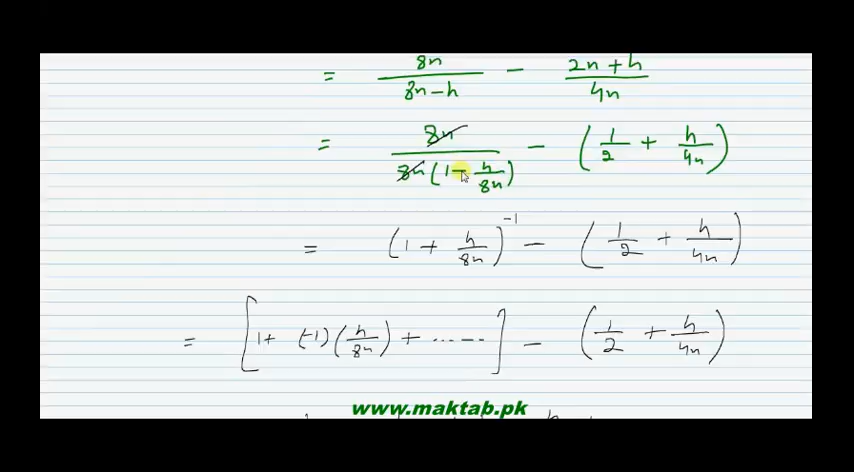 = 8n / (8n - h) - (2n + h) / 4n
= 8n / 8n(1 - h/8n) - (1/2 + h/4n)
= (1 + h/8n)^-1 - (1/2 + h/4n)
= [1 + (-1)(h/8n) + ......] - (1/2 + h/4n)
www.maktab.pk